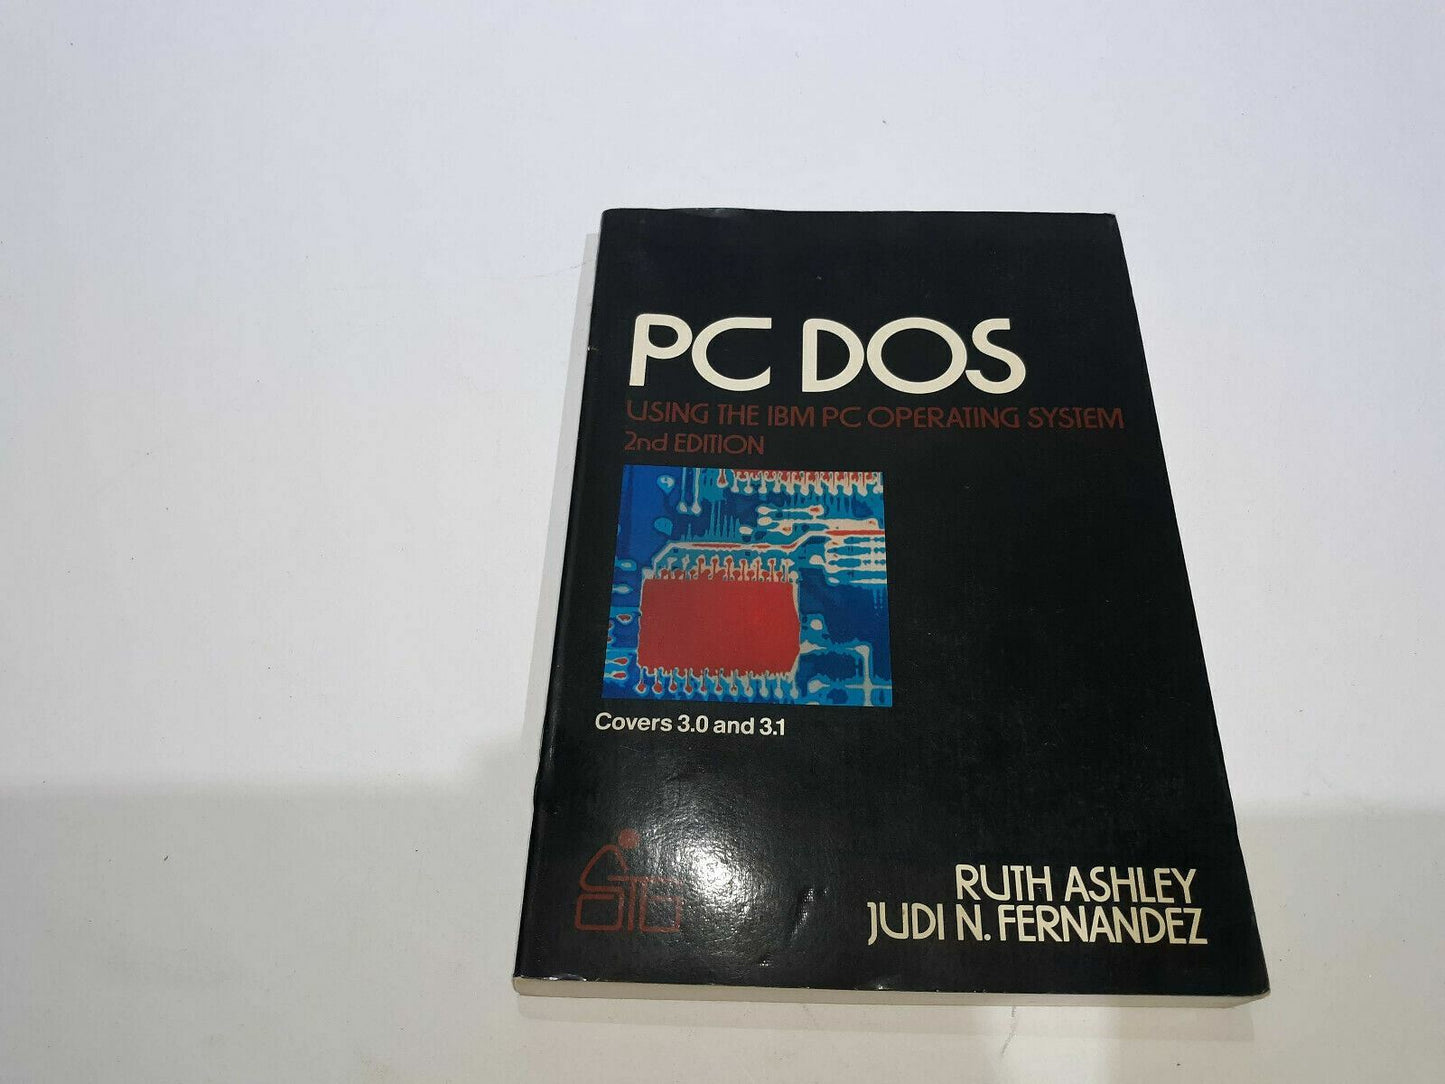 PC DOS
USING THE IBM PC OPERATING SYSTEM
2nd EDITION
Covers 3.0 and 3.1
STG
RUTH ASHLEY
JUDI N. FERNANDEZ